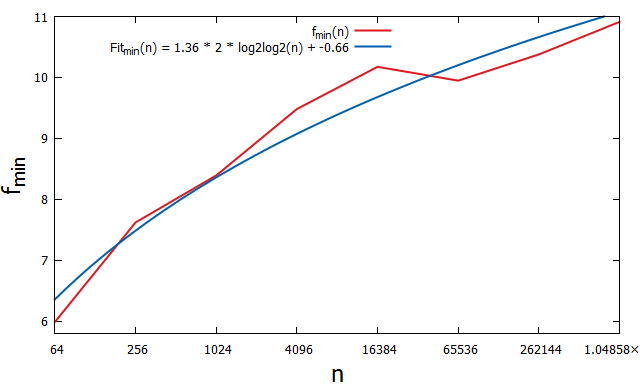 11
10
9
8
7
6
f_min
f_min(n)
Fit_min(n) = 1.36 * 2 * log2log2(n) + -0.66
64 256 1024 4096 16384 65536 262144 1.04858×
n